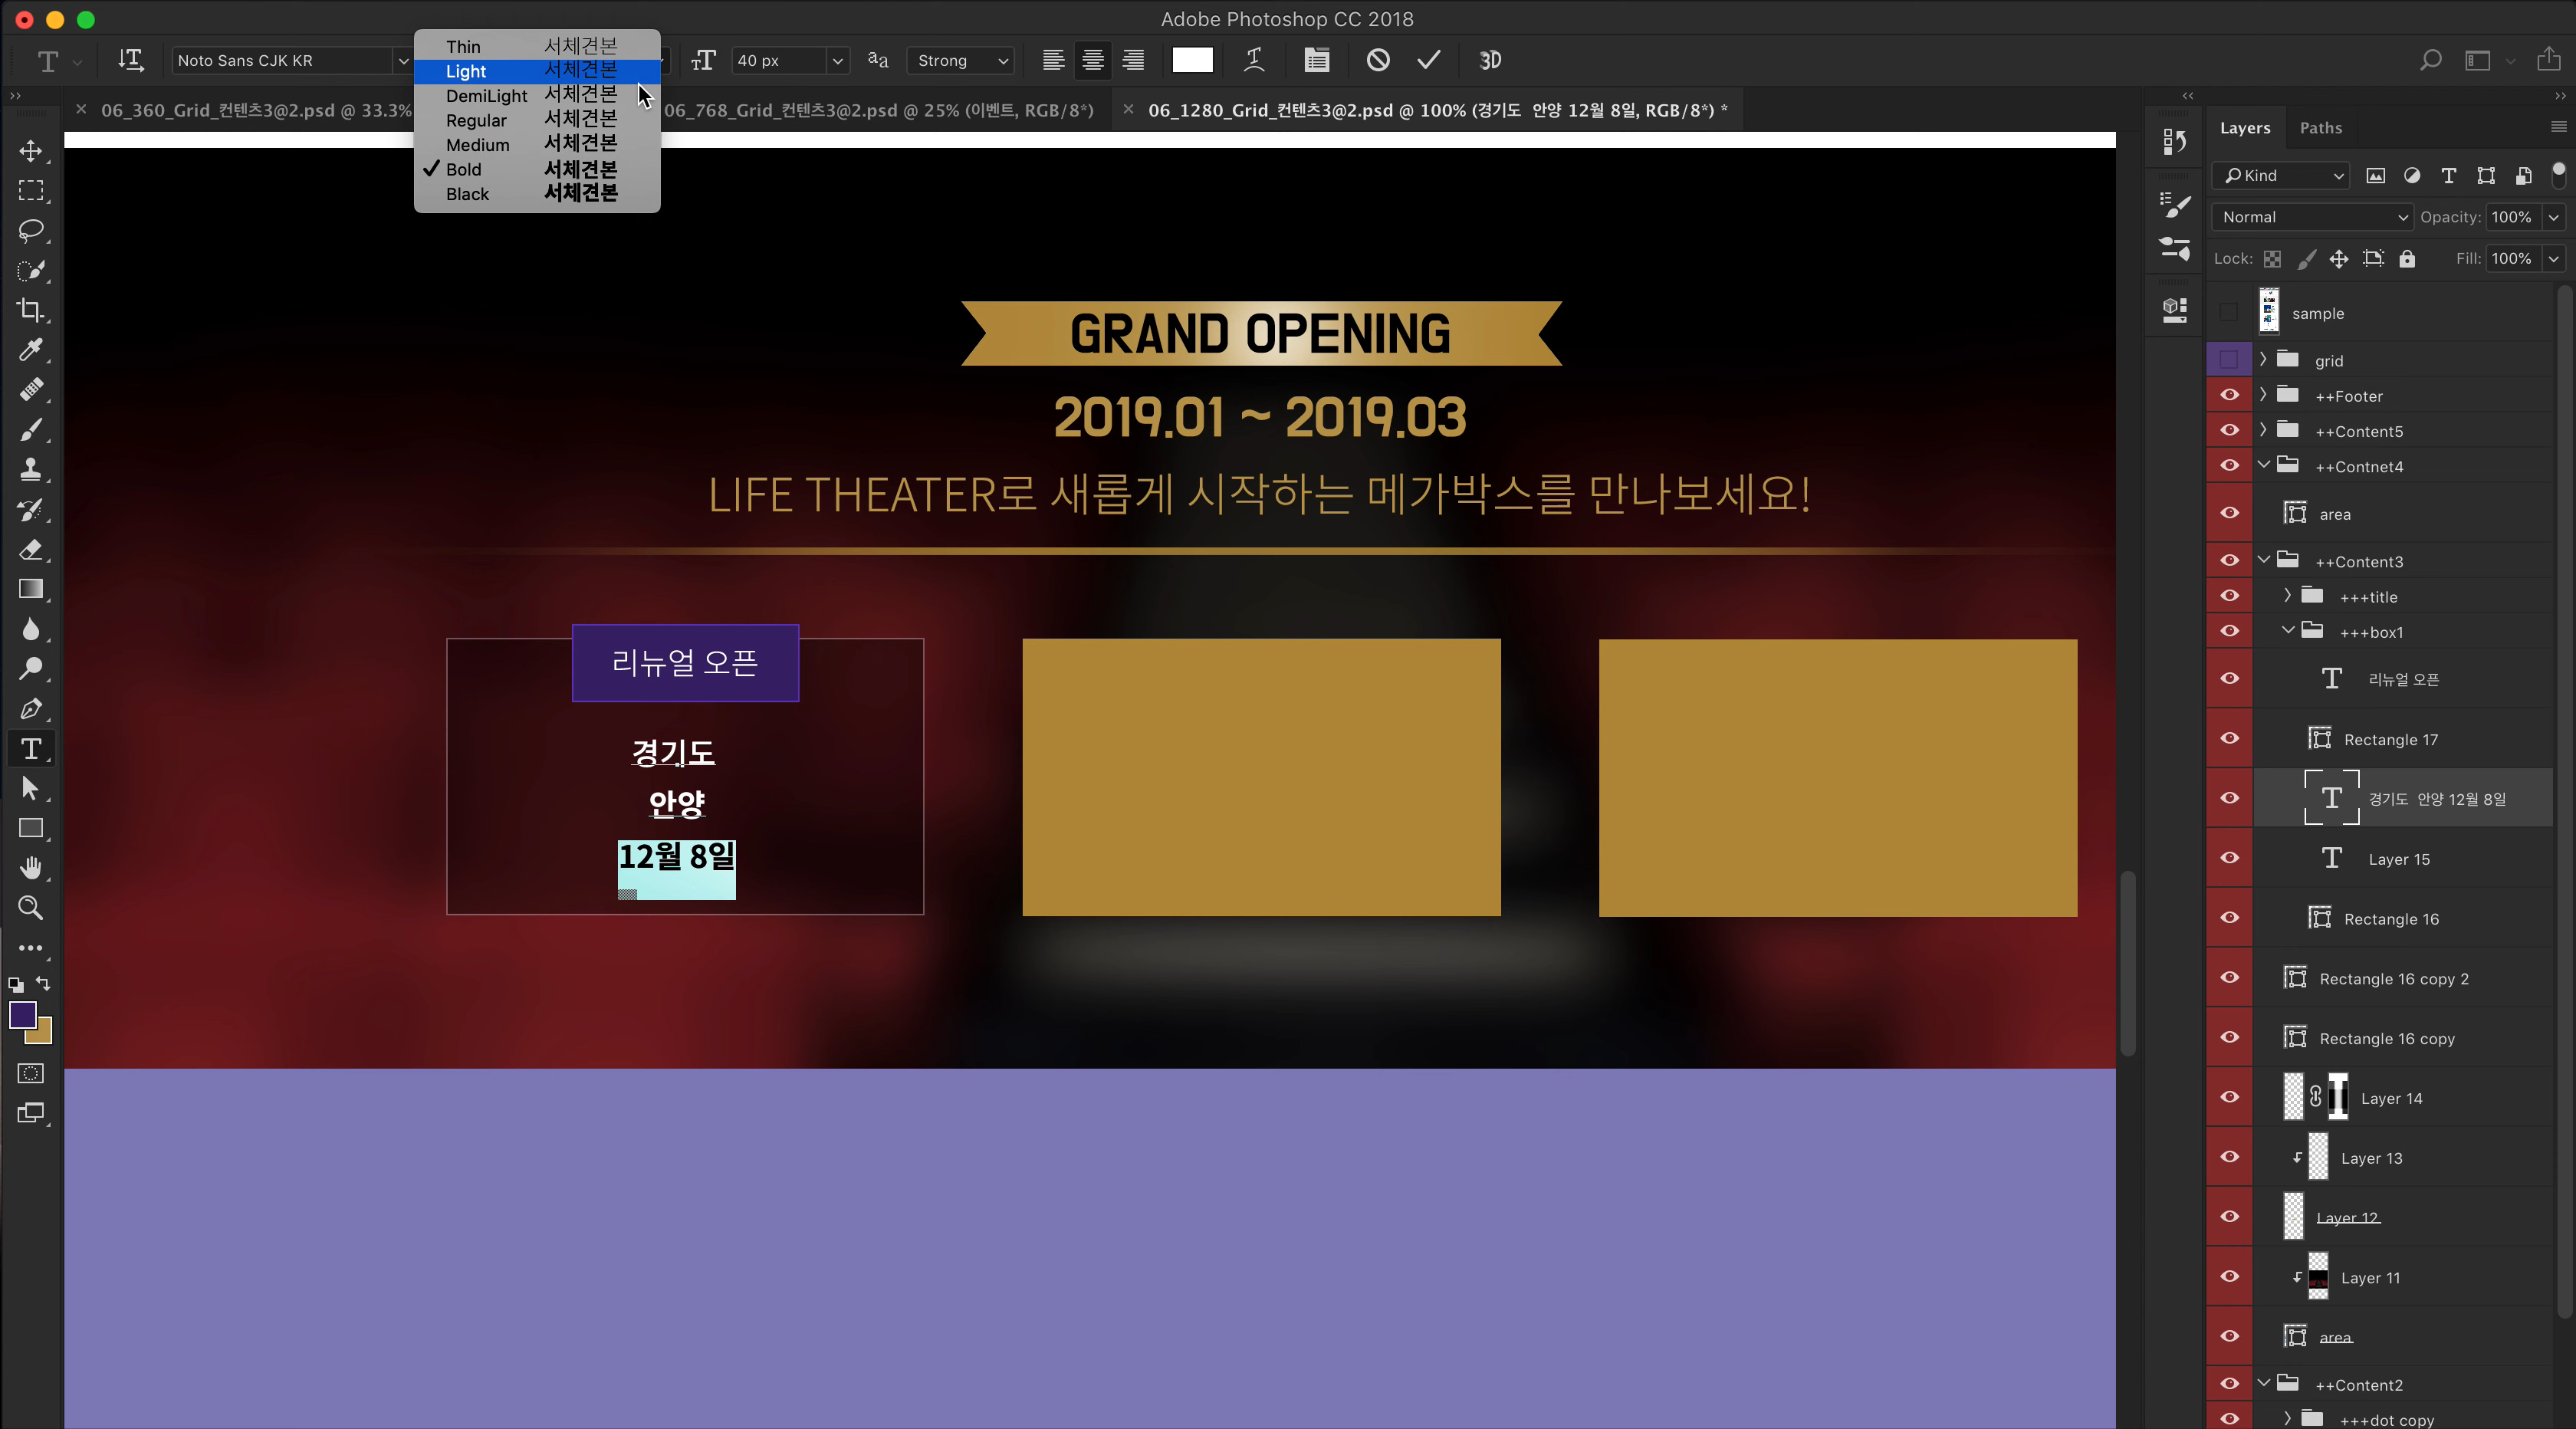 Adobe Photoshop CC 2018
Noto Sans CJK KR
40 px
Strong
3D
Thin 서체견본
Light 서체견본
DemiLight 서체견본
Regular 서체견본
Medium 서체견본
Bold 서체견본
Black 서체견본
06_360_Grid_컨텐츠3@2.psd @ 33.3%
06_768_Grid_컨텐츠3@2.psd @ 25% (이벤트, RGB/8*)
06_1280_Grid_컨텐츠3@2.psd @ 100% (경기도 안양 12월 8일, RGB/8*) *
GRAND OPENING
2019.01 ~ 2019.03
LIFE THEATER로 새롭게 시작하는 메가박스를 만나보세요!
리뉴얼 오픈
경기도
안양
12월 8일
Layers
Paths
Kind
Normal
Opacity: 100%
Lock:
Fill: 100%
sample
grid
++Footer
++Content5
++Contnet4
area
++Content3
+++title
+++box1
리뉴얼 오픈
Rectangle 17
경기도 안양 12월 8일
Layer 15
Rectangle 16
Rectangle 16 copy 2
Rectangle 16 copy
Layer 14
Layer 13
Layer 12
Layer 11
area
++Content2
+++dot copy